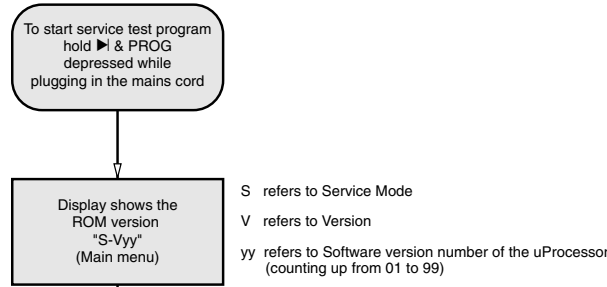 To start service test program
hold ▶| & PROG
depressed while
plugging in the mains cord
Display shows the
ROM version
"S-Vyy"
(Main menu)
S refers to Service Mode
V refers to Version
yy refers to Software version number of the uProcessor
(counting up from 01 to 99)